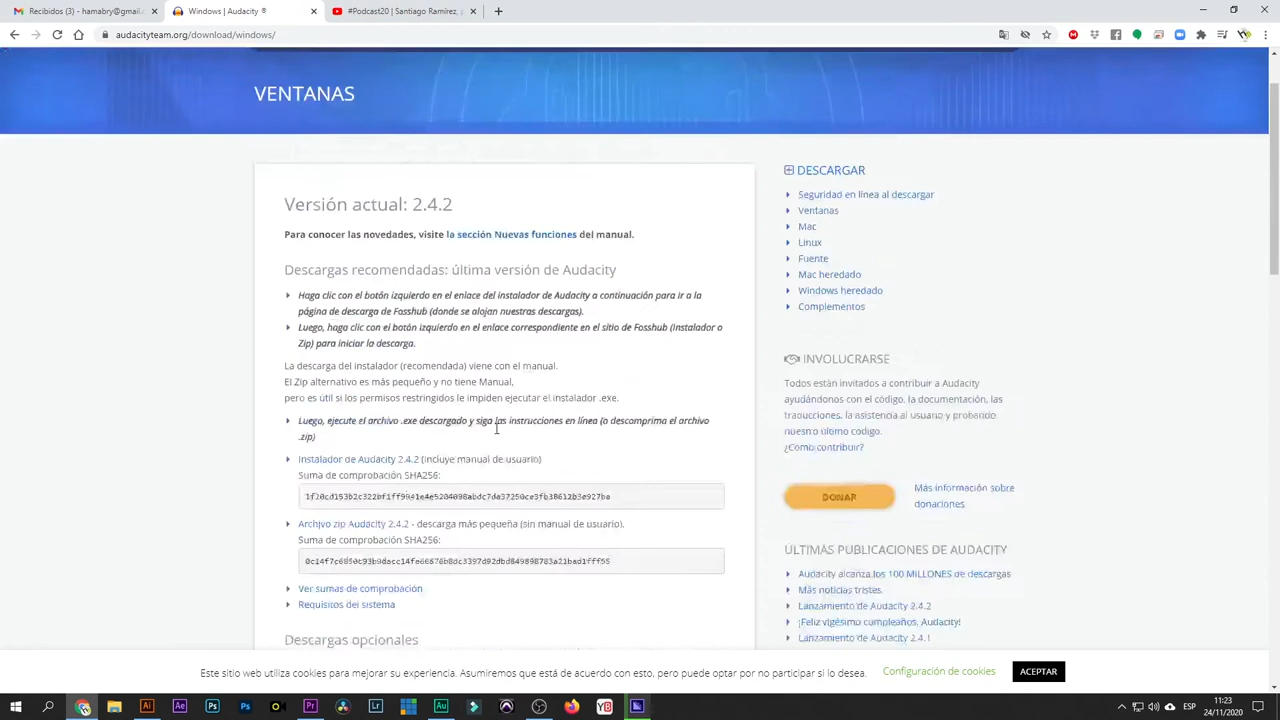 Recibidos (3) - hamabry@gmail.
Windows | Audacity ®
#Podcast20 | Santiago Ramírez,
audacityteam.org/download/windows/
VENTANAS
Versión actual: 2.4.2
Para conocer las novedades, visite la sección Nuevas funciones del manual.
Descargas recomendadas: última versión de Audacity
Haga clic con el botón izquierdo en el enlace del instalador de Audacity a continuación para ir a la
página de descarga de Fosshub (donde se alojan nuestras descargas).
Luego, haga clic con el botón izquierdo en el enlace correspondiente en el sitio de Fosshub (Instalador o
Zip) para iniciar la descarga.
La descarga del instalador (recomendada) viene con el manual.
El Zip alternativo es más pequeño y no tiene Manual,
pero es útil si los permisos restringidos le impiden ejecutar el instalador .exe.
Luego, ejecute el archivo .exe descargado y siga las instrucciones en línea (o descomprima el archivo
.zip)
Instalador de Audacity 2.4.2 (incluye manual de usuario)
Suma de comprobación SHA256:
Archivo zip Audacity 2.4.2 - descarga más pequeña (sin manual de usuario).
Suma de comprobación SHA256:
Ver sumas de comprobación
Requisitos del sistema
Descargas opcionales
DESCARGAR
Seguridad en línea al descargar
Ventanas
Mac
Linux
Fuente
Mac heredado
Windows heredado
Complementos
INVOLUCRARSE
Todos están invitados a contribuir a Audacity
ayudándonos con el código, la documentación, las
traducciones, la asistencia al usuario y probando
nuestro último código.
¿Cómo contribuir?
DONAR
Más información sobre
donaciones
ÚLTIMAS PUBLICACIONES DE AUDACITY
Audacity alcanza los 100 MILLONES de descargas
Más noticias tristes.
Lanzamiento de Audacity 2.4.2
¡Feliz vigésimo cumpleaños, Audacity!
Lanzamiento de Audacity 2.4.1
Este sitio web utiliza cookies para mejorar su experiencia. Asumiremos que está de acuerdo con esto, pero puede optar por no participar si lo desea.
Configuración de cookies
ACEPTAR
Ai
Ae
Ps
Ps
Pr
Lr
Au
YB
ESP
11:23
24/11/2020